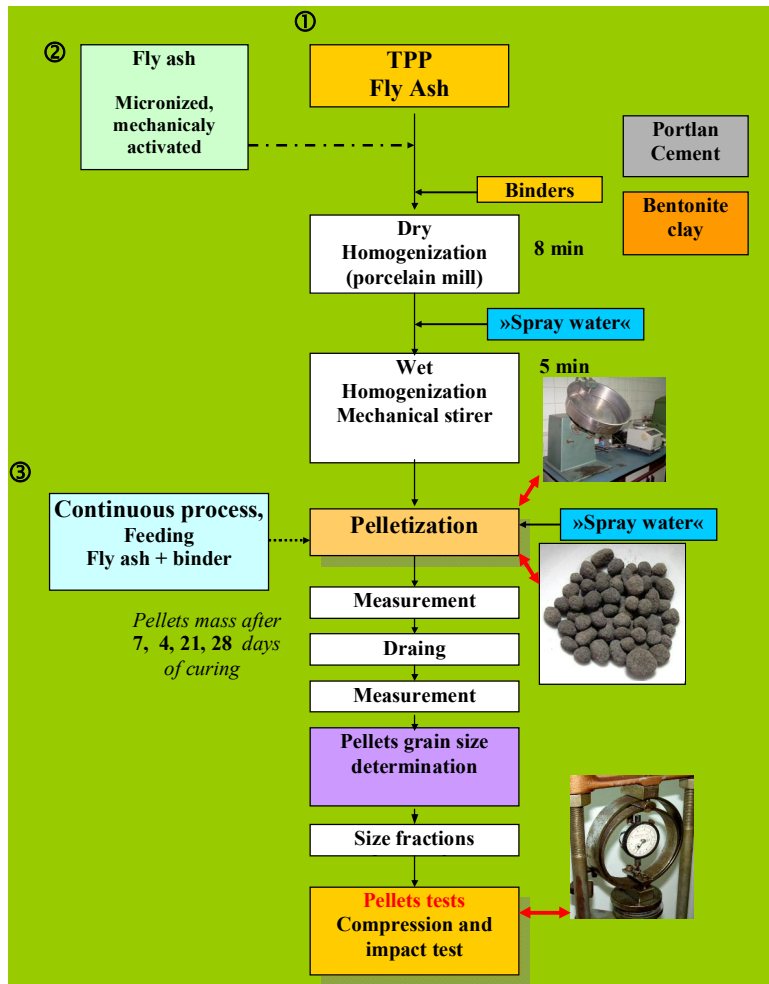 ①
②
Fly ash
Micronized,
mechanicaly
activated
TPP
Fly Ash
Portlan
Cement
Binders
Bentonite
clay
Dry
Homogenization
(porcelain mill)
8 min
»Spray water«
Wet
Homogenization
Mechanical stirer
5 min
③
Continuous process,
Feeding
Fly ash + binder
Pelletization
»Spray water«
Measurement
Pellets mass after
7, 4, 21, 28 days
of curing
Draing
Measurement
Pellets grain size
determination
Size fractions
Pellets tests
Compression and
impact test